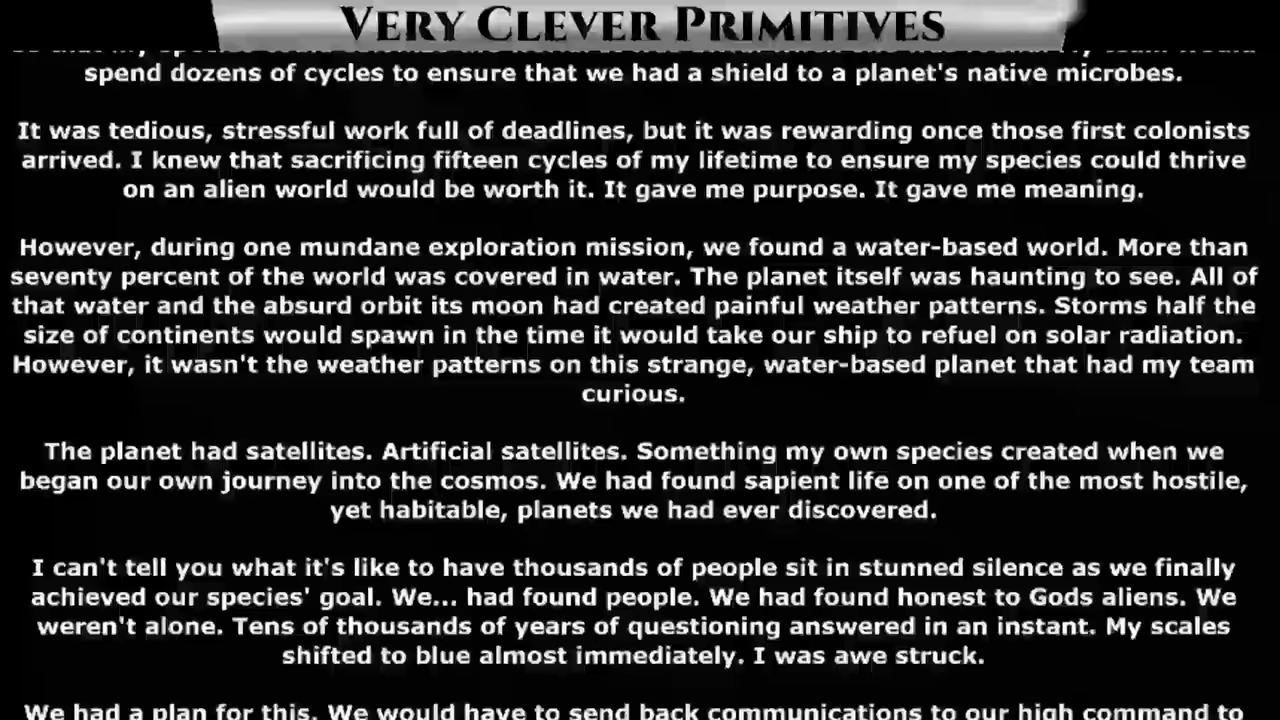 VERY CLEVER PRIMITIVES
spend dozens of cycles to ensure that we had a shield to a planet's native microbes.
It was tedious, stressful work full of deadlines, but it was rewarding once those first colonists
arrived. I knew that sacrificing fifteen cycles of my lifetime to ensure my species could thrive
on an alien world would be worth it. It gave me purpose. It gave me meaning.
However, during one mundane exploration mission, we found a water-based world. More than
seventy percent of the world was covered in water. The planet itself was haunting to see. All of
that water and the absurd orbit its moon had created painful weather patterns. Storms half the
size of continents would spawn in the time it would take our ship to refuel on solar radiation.
However, it wasn't the weather patterns on this strange, water-based planet that had my team
curious.
The planet had satellites. Artificial satellites. Something my own species created when we
began our own journey into the cosmos. We had found sapient life on one of the most hostile,
yet habitable, planets we had ever discovered.
I can't tell you what it's like to have thousands of people sit in stunned silence as we finally
achieved our species' goal. We... had found people. We had found honest to Gods aliens. We
weren't alone. Tens of thousands of years of questioning answered in an instant. My scales
shifted to blue almost immediately. I was awe struck.
We had a plan for this. We would have to send back communications to our high command to